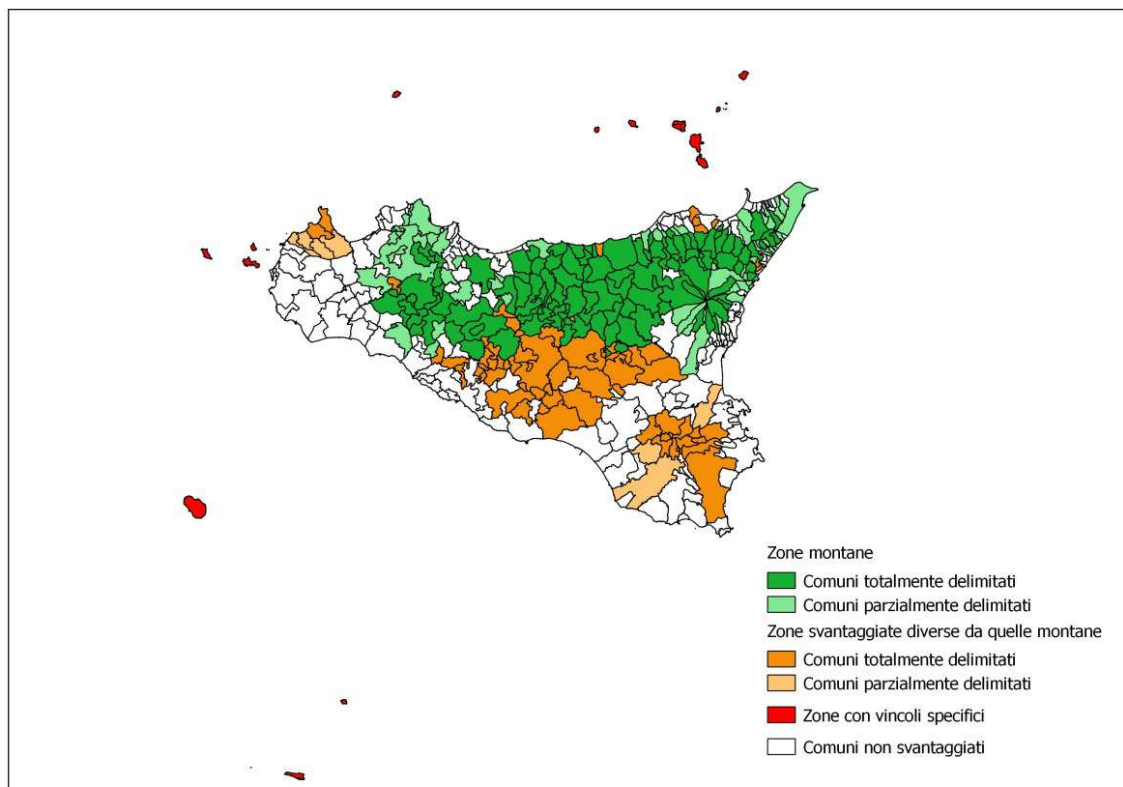 Zone montane
Comuni totalmente delimitati
Comuni parzialmente delimitati
Zone svantaggiate diverse da quelle montane
Comuni totalmente delimitati
Comuni parzialmente delimitati
Zone con vincoli specifici
Comuni non svantaggiati